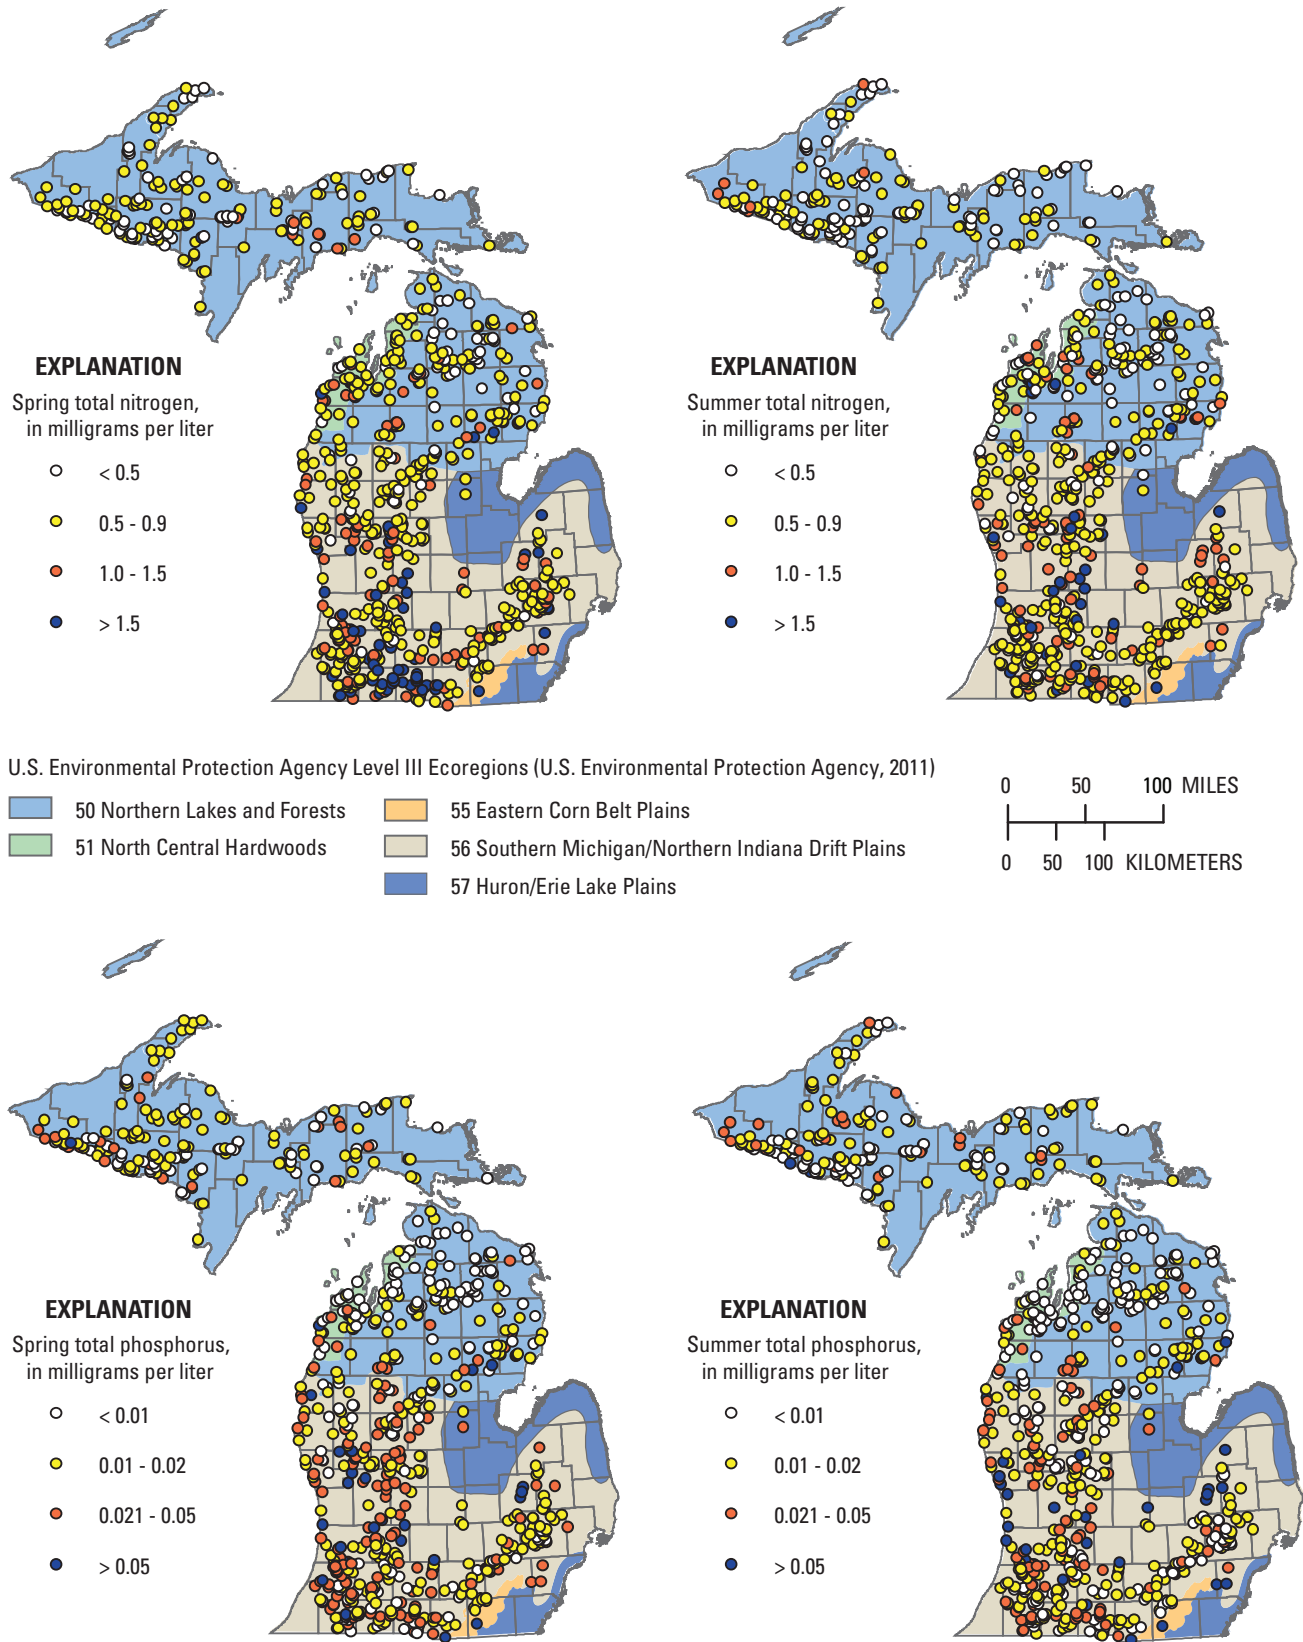 EXPLANATION
Spring total nitrogen,
in milligrams per liter
< 0.5
0.5 - 0.9
1.0 - 1.5
> 1.5
EXPLANATION
Summer total nitrogen,
in milligrams per liter
< 0.5
0.5 - 0.9
1.0 - 1.5
> 1.5
U.S. Environmental Protection Agency Level III Ecoregions (U.S. Environmental Protection Agency, 2011)
50 Northern Lakes and Forests
51 North Central Hardwoods
55 Eastern Corn Belt Plains
56 Southern Michigan/Northern Indiana Drift Plains
57 Huron/Erie Lake Plains
0 50 100 MILES
0 50 100 KILOMETERS
EXPLANATION
Spring total phosphorus,
in milligrams per liter
< 0.01
0.01 - 0.02
0.021 - 0.05
> 0.05
EXPLANATION
Summer total phosphorus,
in milligrams per liter
< 0.01
0.01 - 0.02
0.021 - 0.05
> 0.05